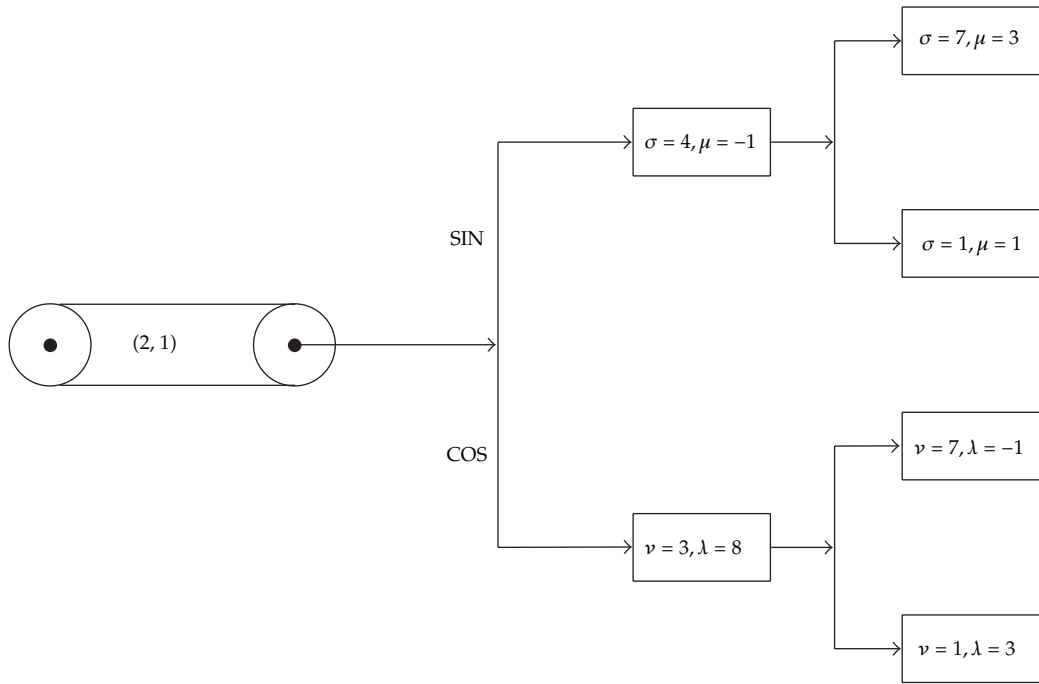 σ = 7, μ = 3
σ = 4, μ = −1
SIN
σ = 1, μ = 1
(2, 1)
COS
ν = 7, λ = −1
ν = 3, λ = 8
ν = 1, λ = 3